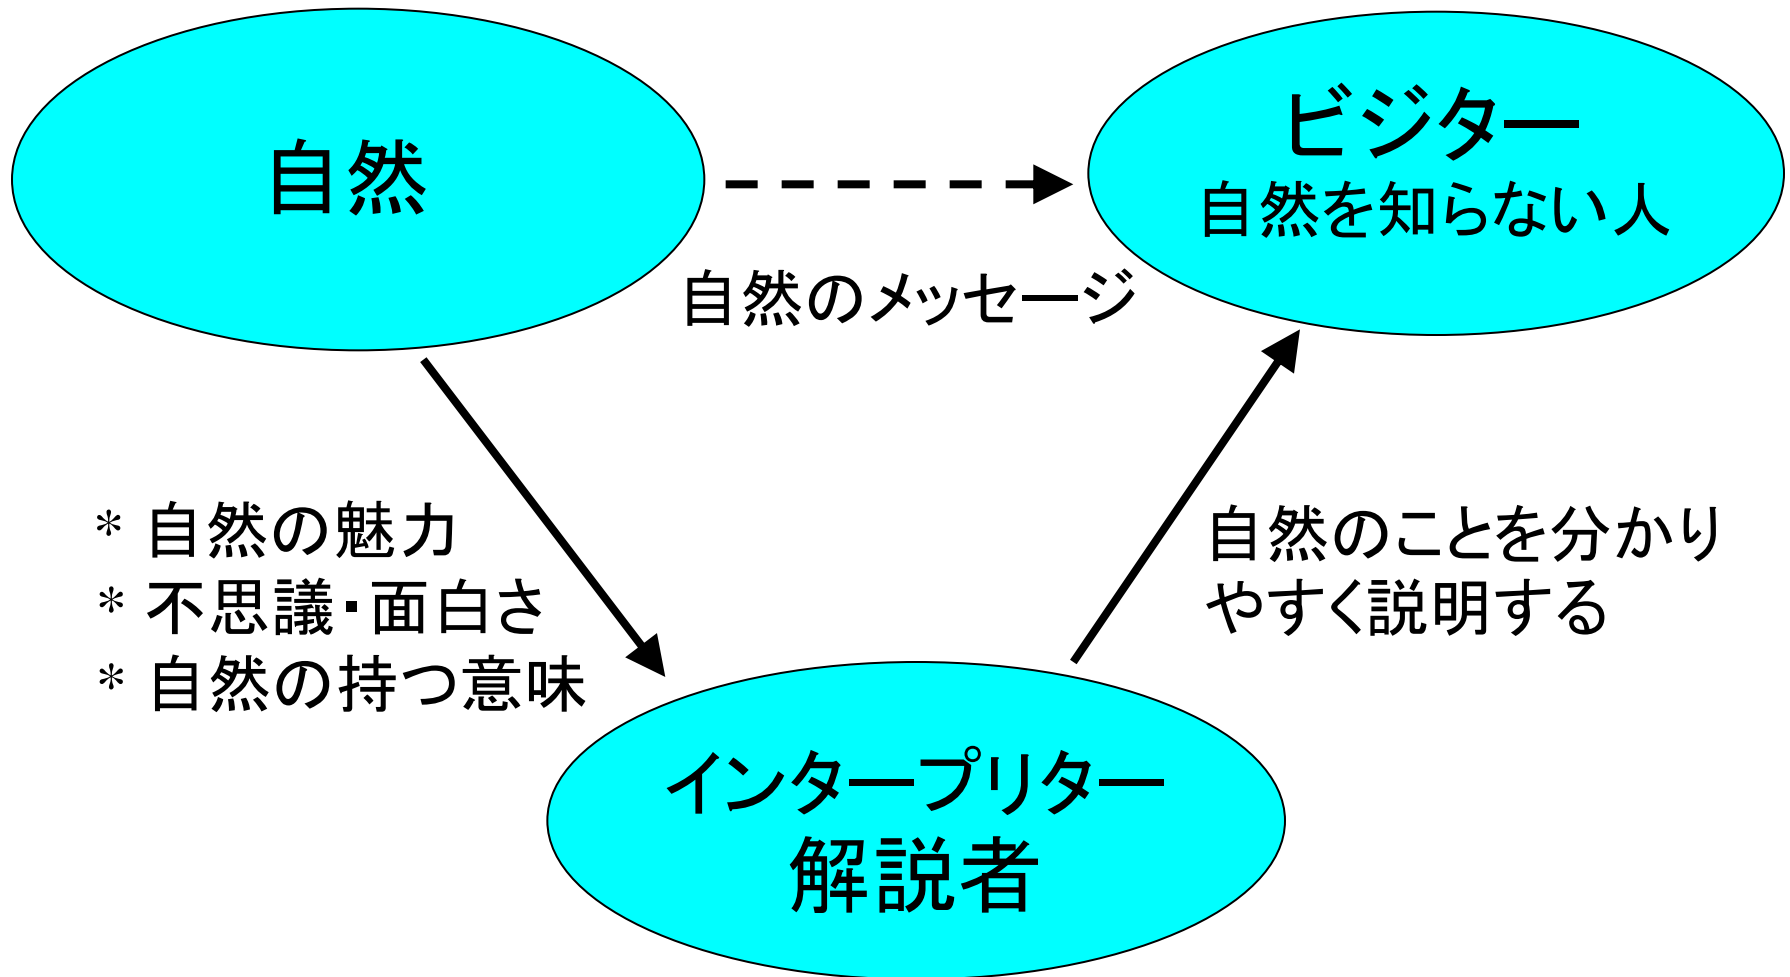 自然
ビジター
自然を知らない人
自然のメッセージ
* 自然の魅力
* 不思議・面白さ
* 自然の持つ意味
自然のことを分かり
やすく説明する
インタープリター
解説者